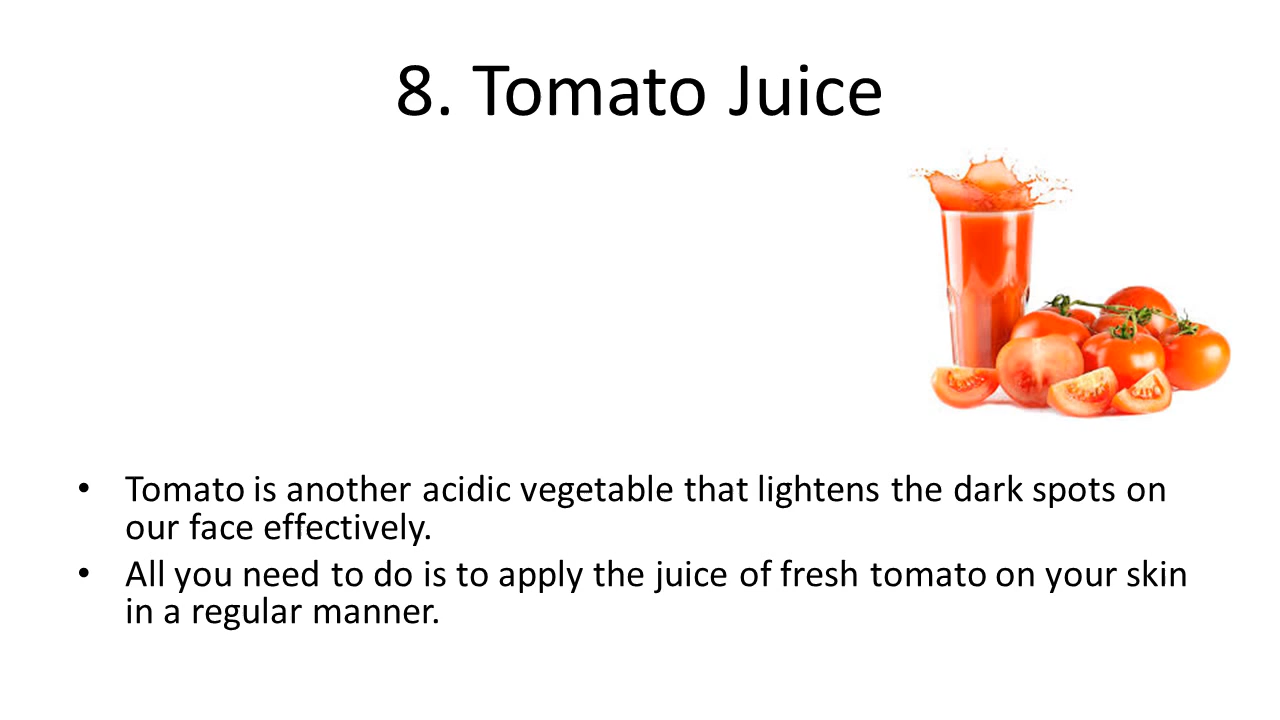 8. Tomato Juice
• Tomato is another acidic vegetable that lightens the dark spots on
our face effectively.
• All you need to do is to apply the juice of fresh tomato on your skin
in a regular manner.